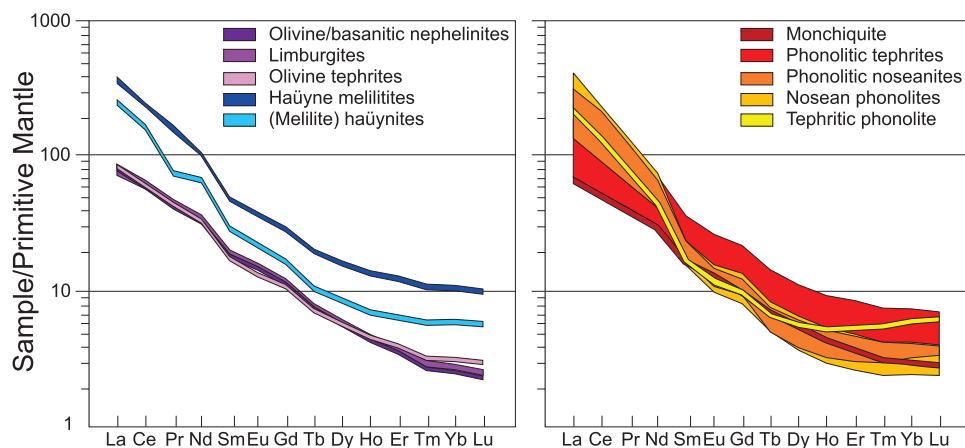 Sample/Primitive Mantle
1000
100
10
1
Olivine/basanitic nephelinites
Limburgites
Olivine tephrites
Haüyne melilitites
(Melilite) haüynites
La Ce Pr Nd Sm Eu Gd Tb Dy Ho Er Tm Yb Lu
Monchiquite
Phonolitic tephrites
Phonolitic noseanites
Nosean phonolites
Tephritic phonolite
La Ce Pr Nd Sm Eu Gd Tb Dy Ho Er Tm Yb Lu